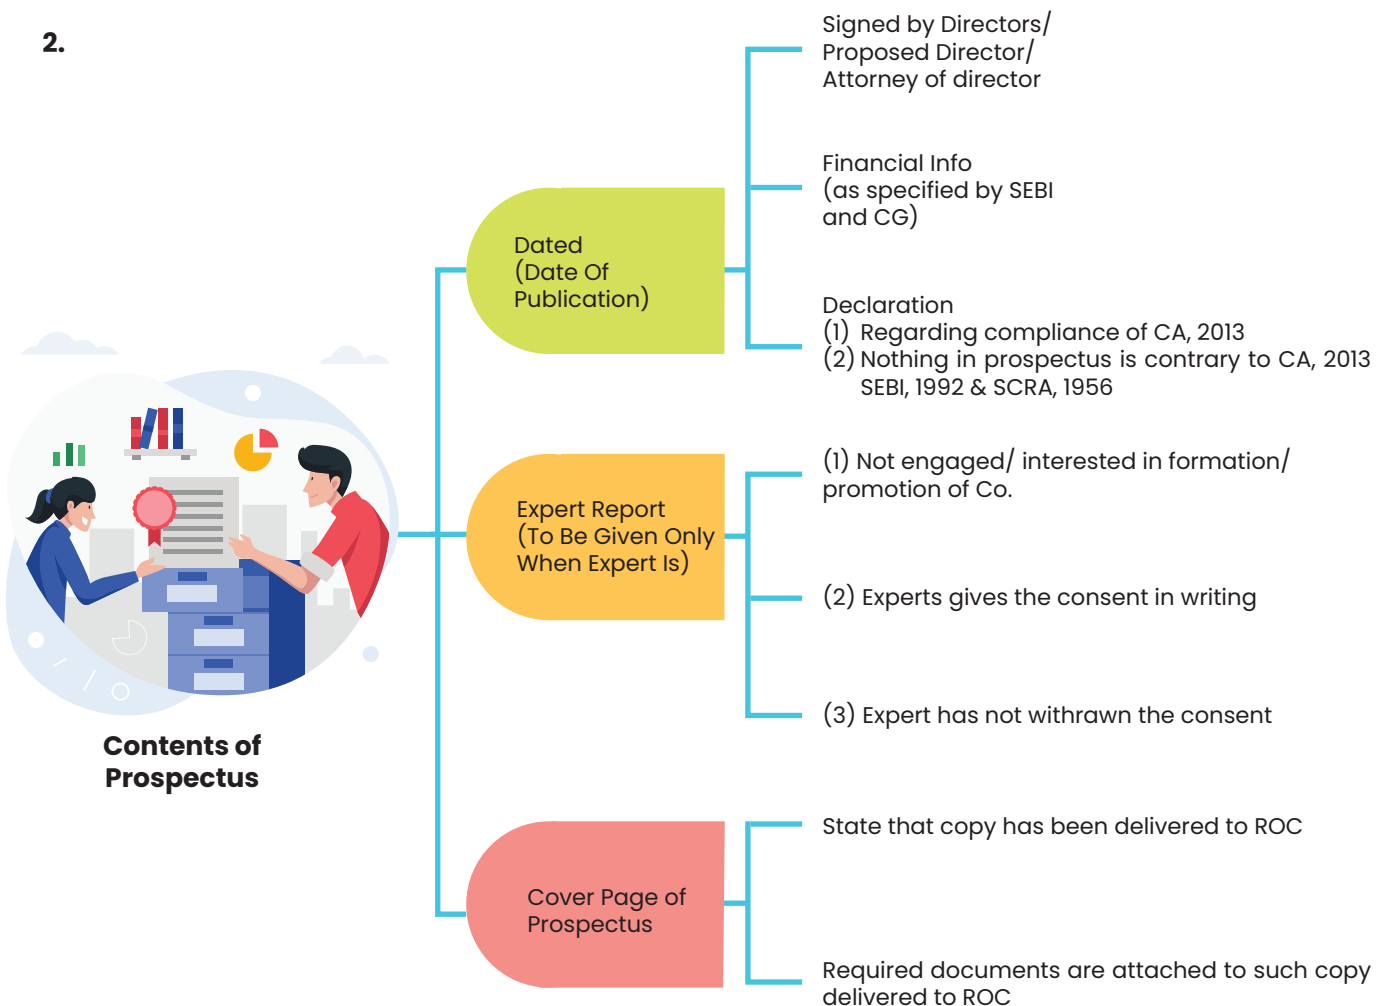 2.
Contents of
Prospectus
Dated
(Date Of
Publication)
Signed by Directors/
Proposed Director/
Attorney of director
Financial Info
(as specified by SEBI
and CG)
Declaration
(1) Regarding compliance of CA, 2013
(2) Nothing in prospectus is contrary to CA, 2013
SEBI, 1992 & SCRA, 1956
Expert Report
(To Be Given Only
When Expert Is)
(1) Not engaged/ interested in formation/
promotion of Co.
(2) Experts gives the consent in writing
(3) Expert has not withrawn the consent
Cover Page of
Prospectus
State that copy has been delivered to ROC
Required documents are attached to such copy
delivered to ROC